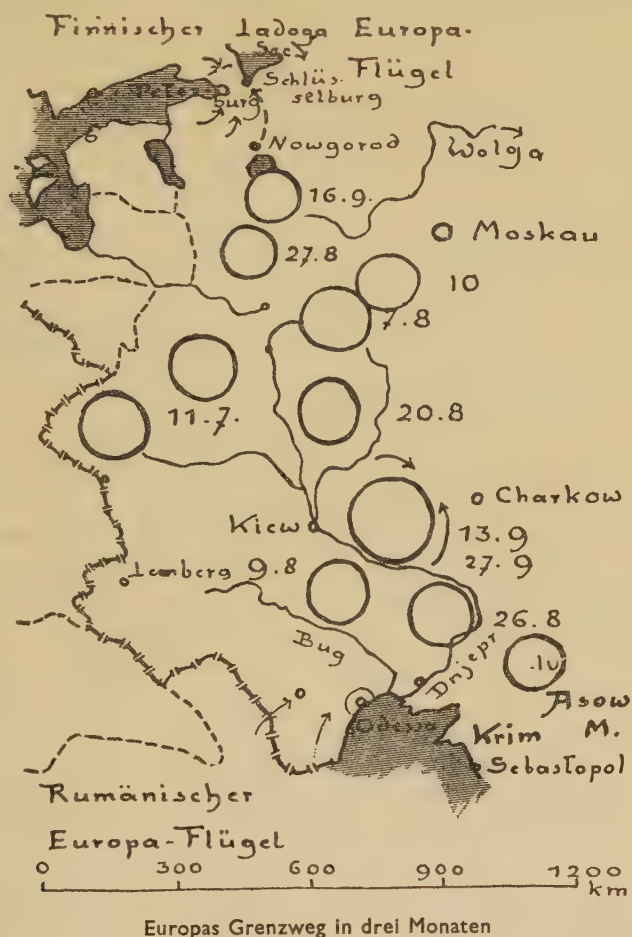 Finnischer Ladoga Europa-
See Flügel
Peters
burg
Schlüs-
selburg
Nowgorod
Wolga
16.9.
Moskau
27.8
10
7.8
11.7.
20.8
Charkow
Kiew
13.9
27.9
Lemberg 9.8
26.8
Bug
Dnjepr
Asow
M.
Odessa
Krim
Sebastopol
Rumänischer
Europa-Flügel
0 300 600 900 1200
km
Europas Grenzweg in drei Monaten